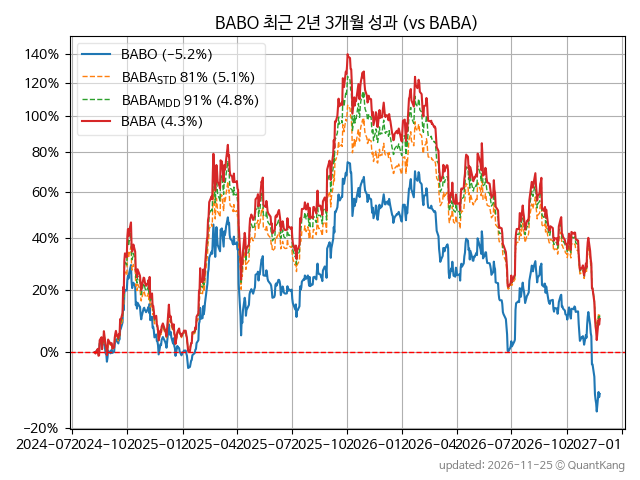 BABO 최근 2년 3개월 성과 (vs BABA)
BABO (−5.2%)
BABA_STD 81% (5.1%)
BABA_MDD 91% (4.8%)
BABA (4.3%)
140%
120%
100%
80%
60%
40%
20%
0%
−20%
2024-07 2024-10 2025-01 2025-04 2025-07 2025-10 2026-01 2026-04 2026-07 2026-10 2027-01
updated: 2026-11-25 © QuantKang